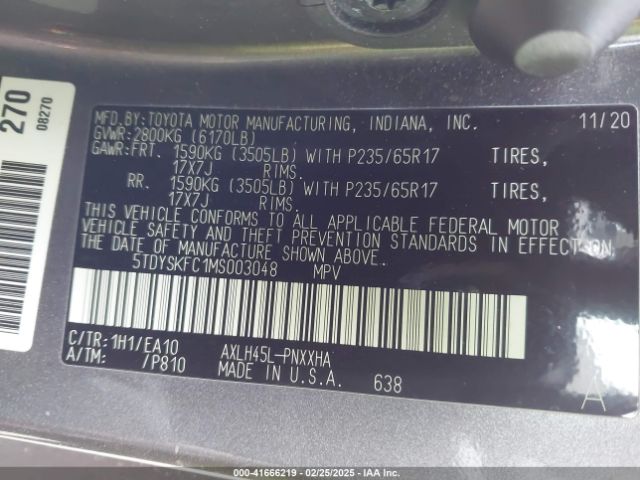 270
08270
MFD.BY:TOYOTA MOTOR MANUFACTURING, INDIANA, INC. 11/20
GVWR:2800KG (6170LB)
GAWR:FRT. 1590KG (3505LB) WITH P235/65R17 TIRES,
17X7J RIMS.
RR. 1590KG (3505LB) WITH P235/65R17 TIRES,
17X7J RIMS.
THIS VEHICLE CONFORMS TO ALL APPLICABLE FEDERAL MOTOR
VEHICLE SAFETY AND THEFT PREVENTION STANDARDS IN EFFECT ON
THE DATE OF MANUFACTURE SHOWN ABOVE.
5TDYSKFC1MS003048 MPV
C/TR:1H1/EA10 AXLH45L-PNXXHA
A/TM: /P810 MADE IN U.S.A. 638
A
000-41666219 - 02/25/2025 - IAA, Inc.